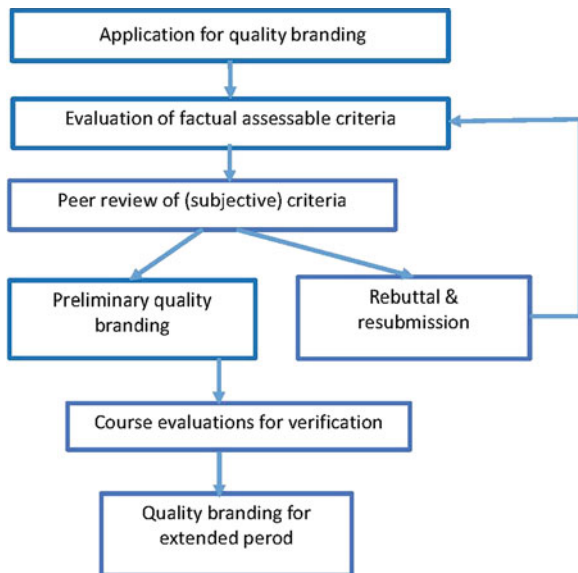 Application for quality branding
Evaluation of factual assessable criteria
Peer review of (subjective) criteria
Preliminary quality
branding
Rebuttal &
resubmission
Course evaluations for verification
Quality branding for
extended perod